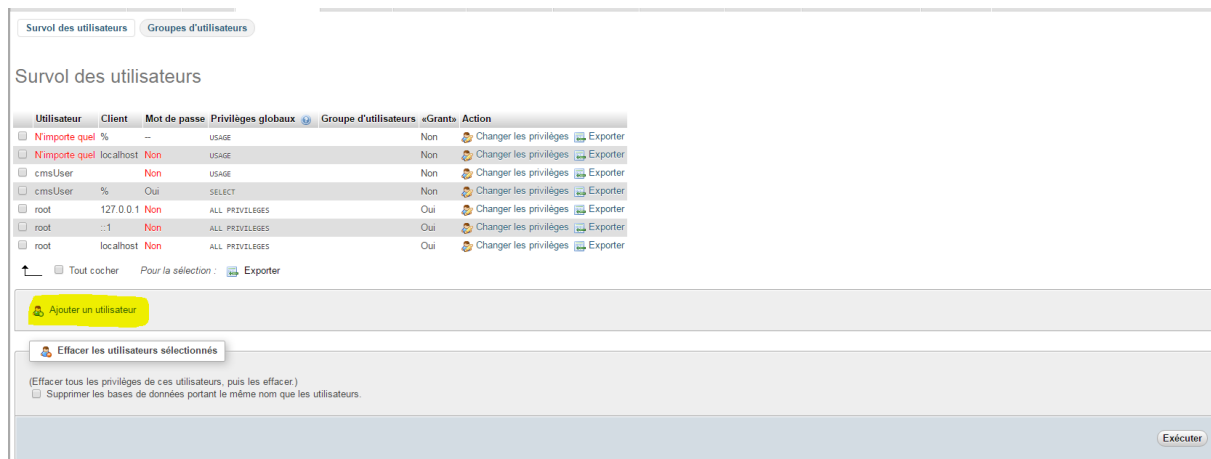 Survol des utilisateurs Groupes d'utilisateurs
Survol des utilisateurs
Utilisateur Client Mot de passe Privilèges globaux Groupe d'utilisateurs «Grant» Action
N'importe quel % -- USAGE Non Changer les privilèges Exporter
N'importe quel localhost Non USAGE Non Changer les privilèges Exporter
cmsUser Non USAGE Non Changer les privilèges Exporter
cmsUser % Oui SELECT Non Changer les privilèges Exporter
root 127.0.0.1 Non ALL PRIVILEGES Oui Changer les privilèges Exporter
root ::1 Non ALL PRIVILEGES Oui Changer les privilèges Exporter
root localhost Non ALL PRIVILEGES Oui Changer les privilèges Exporter
Tout cocher Pour la sélection : Exporter
Ajouter un utilisateur
Effacer les utilisateurs sélectionnés
(Effacer tous les privilèges de ces utilisateurs, puis les effacer.)
Supprimer les bases de données portant le même nom que les utilisateurs.
Exécuter